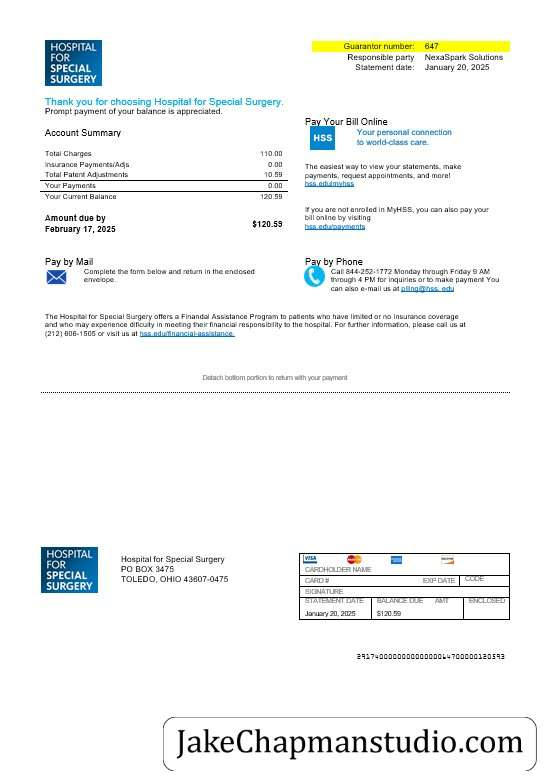 HOSPITAL
FOR
SPECIAL
SURGERY
Guarantor number: 647
Responsible party NexaSpark Solutions
Statement date: January 20, 2025
Thank you for choosing Hospital for Special Surgery.
Prompt payment of your balance is appreciated.
Account Summary
Total Charges 110.00
Insurance Payments/Adjs 0.00
Total Patent Adjustments 10.59
Your Payments 0.00
Your Current Balance 120.59
Amount due by
February 17, 2025 $120.59
Pay Your Bill Online
HSS
Your personal connection
to world-class care.
The easiest way to view your statements, make
payments, request appointments, and more!
hss.edu/myhss
If you are not enrolled in MyHSS, you can also pay your
bill online by visiting
hss.edu/payments
Pay by Mail
Complete the form below and return in the enclosed
envelope.
Pay by Phone
Call 844-252-1772 Monday through Friday 9 AM
through 4 PM for inquiries or to make payment You
can also e-mail us at piling@hss. edu
The Hospital for Special Surgery offers a Finandal Assistance Program to patients who have limited or no insurance coverage
and who may experience dificulty in meeting their financial responsibility to the hospital. For further information, please call us at
(212) 606-1505 or visit us at hss.edu/financial-assistance.
Detach bottom portion to return with your payment
HOSPITAL
FOR
SPECIAL
SURGERY
Hospital for Special Surgery
PO BOX 3475
TOLEDO, OHIO 43607-0475
VISA
CARDHOLDER NAME
CARD # EXP DATE CODE
SIGNATURE
STATEMENT DATE BALANCE DUE AMT ENCLOSED
January 20, 2025 $120.59
JakeChapmanstudio.com